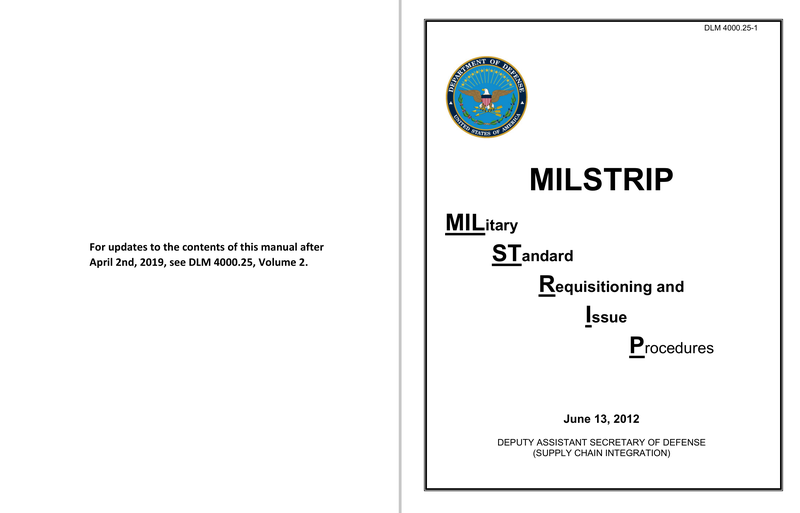 For updates to the contents of this manual after
April 2nd, 2019, see DLM 4000.25, Volume 2.
DLM 4000.25-1
DEPARTMENT OF DEFENSE
UNITED STATES OF AMERICA
MILSTRIP
MILitary
STandard
Requisitioning and
Issue
Procedures
June 13, 2012
DEPUTY ASSISTANT SECRETARY OF DEFENSE
(SUPPLY CHAIN INTEGRATION)